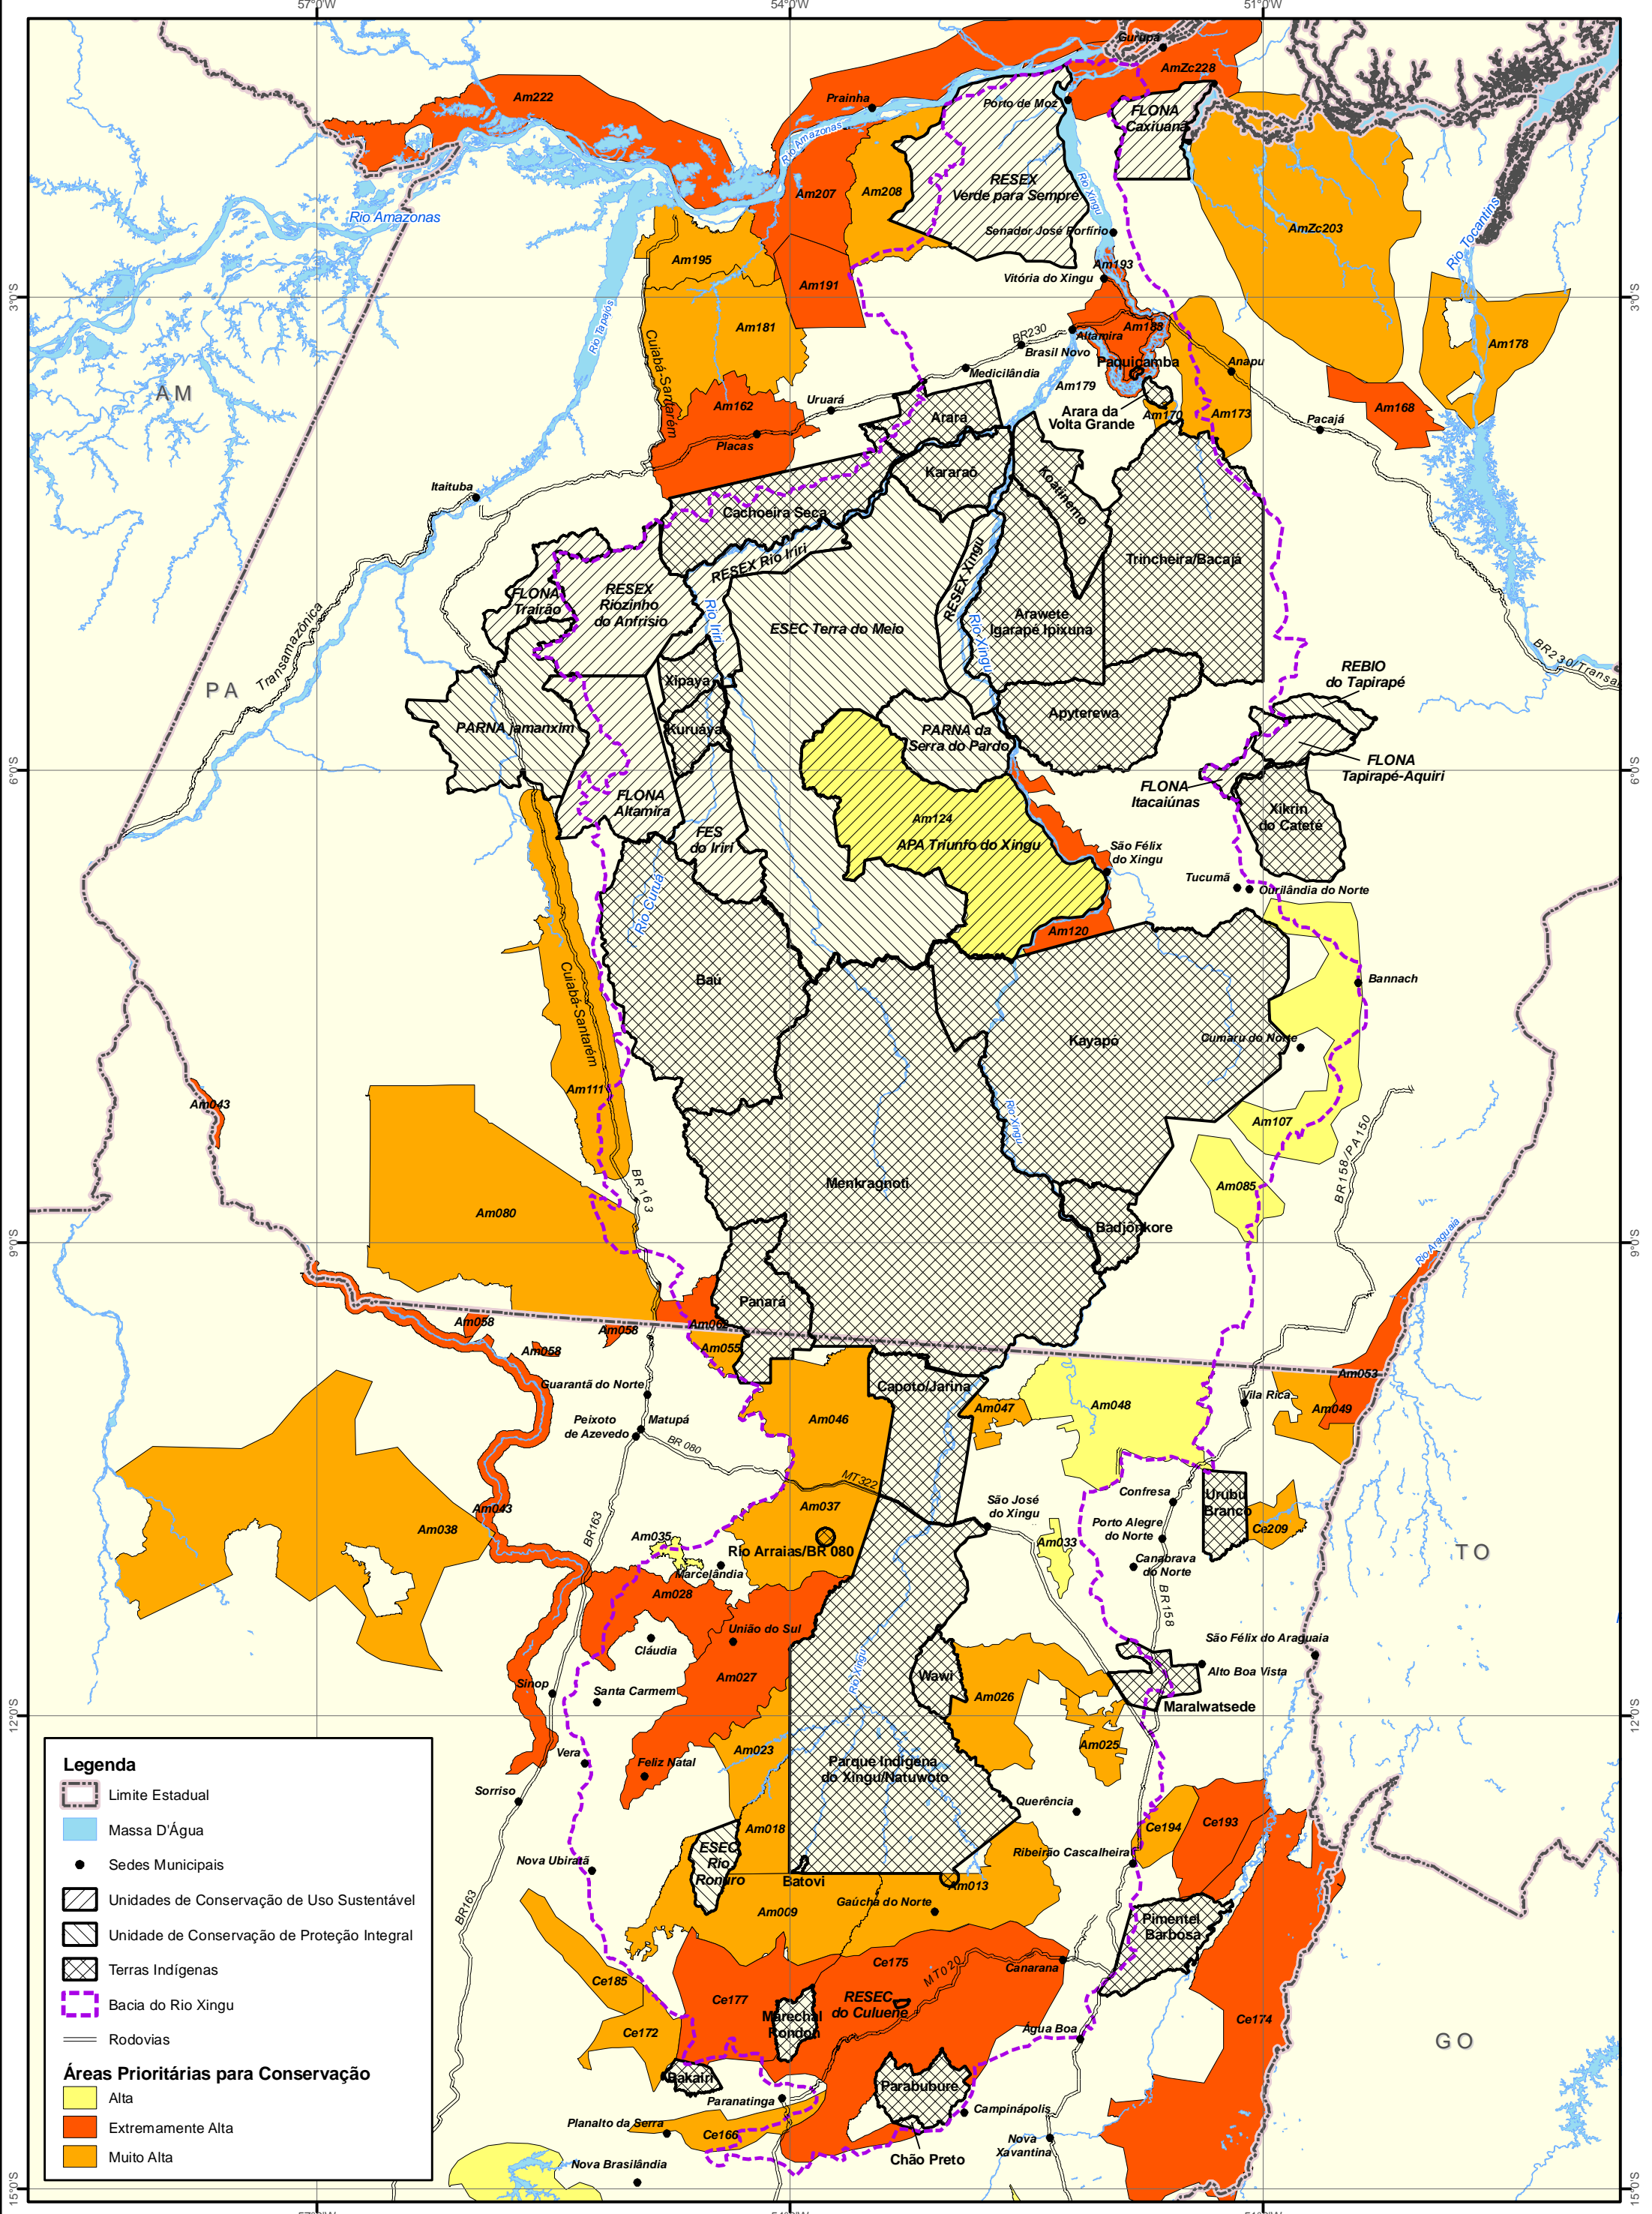 57°0'W
54°0'W
51°0'W
Gurupá
AmZc228
Am222
Prainha
Porto de Moz
FLONA
Caxiuanã
Rio Amazonas
RESEX
Verde para Sempre
Rio Xingu
Am207
Am208
Rio Amazonas
AmZc203
Rio Tocantins
Senador José Porfírio
Am195
Am193
Vitória do Xingu
Am191
3°0'S
3°0'S
Rio Tapajós
Am181
Cuiabá-Santarém
BR230
Altamira
Am188
Brasil Novo
Paquiçamba
Anapu
Am178
AM
Medicilândia
Am179
Am162
Uruará
Arara
Arara da
Volta Grande
Am170
Am173
Am168
Pacajá
Placas
Kararaô
Koatinemo
Itaituba
Cachoeira Seca
RESEX Rio Iriri
RESEX Xingu
Trincheira/Bacajá
FLONA
Trairão
RESEX
Riozinho
do Anfrisio
Rio Iriri
ESEC Terra do Meio
Araweté
Igarapé Ipixuna
Rio Xingu
Transamazônica
BR230/Transa
PA
Xipaya
REBIO
do Tapirapé
Kuruáya
PARNA jamanxim
PARNA da
Serra do Pardo
Apyterewa
FLONA
Tapirapé-Aquiri
6°0'S
6°0'S
FLONA
Itacaiúnas
FLONA
Altamira
Am124
APA Triunfo do Xingu
Xikrin
do Cateté
FES
do Iriri
São Félix
do Xingu
Tucumã
Ourilândia do Norte
Rio Curuá
Am120
Baú
Bannach
Cuiabá-Santarém
Kayapó
Cumaru do Norte
Am111
Am043
Rio Xingu
Am107
BR158/PA150
Menkragnoti
Am085
BR163
Am080
Badjônkore
Rio Araguaia
9°0'S
9°0'S
Panará
Am058
Am058
Am062
Am058
Am055
Am053
Guarantã do Norte
Capoto/Jarina
Vila Rica
Am047
Am048
Am049
Am046
Peixoto
de Azevedo
Matupá
BR 080
MT322
Am043
Am037
São José
do Xingu
Confresa
Urubu
Branco
Am038
BR163
Porto Alegre
do Norte
Ce209
Am035
Rio Arraias/BR 080
Am033
TO
Marcelândia
Canabrava
do Norte
Am028
BR158
União do Sul
Cláudia
São Félix do Araguaia
Rio Xingu
Am027
Wawi
Alto Boa Vista
Sinop
Santa Carmem
Am026
Maraiwatsede
12°0'S
12°0'S
Legenda
Limite Estadual
Massa D'Água
Sedes Municipais
Unidades de Conservação de Uso Sustentável
Unidade de Conservação de Proteção Integral
Terras Indígenas
Bacia do Rio Xingu
Rodovias
Áreas Prioritárias para Conservação
Alta
Extremamente Alta
Muito Alta
Vera
Am023
Am025
Feliz Natal
Parque Indígena
do Xingu/Natuwoto
Sorriso
Querência
Am018
Ce194
Ce193
ESEC
Rio
Ronuro
Nova Ubiratã
Ribeirão Cascalheira
Batovi
Am013
BR163
Am009
Gaúcha do Norte
Pimentel
Barbosa
Ce175
MT020
Canarana
Ce185
Ce177
RESEC
do Culuene
Marechal
Rondon
Ce174
Ce172
Água Boa
GO
Bakairi
Parabubure
Paranatinga
Campinápolis
Planalto da Serra
Ce166
Nova
Xavantina
Chão Preto
Nova Brasilândia
15°0'S
15°0'S